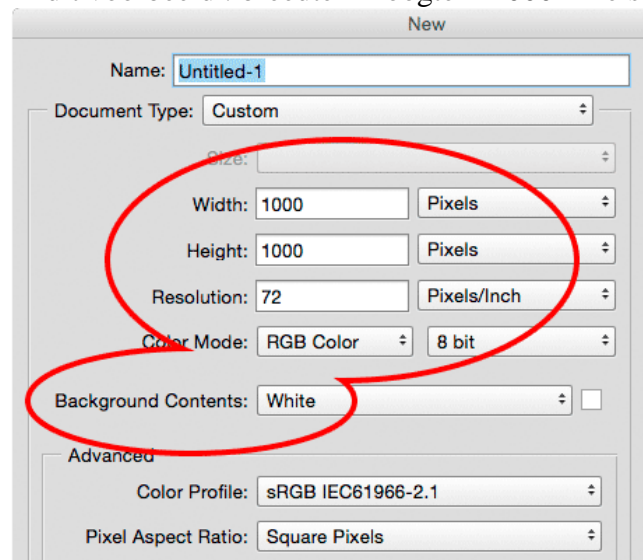 New
Name: Untitled-1
Document Type: Custom
Size:
Width: 1000 Pixels
Height: 1000 Pixels
Resolution: 72 Pixels/Inch
Color Mode: RGB Color 8 bit
Background Contents: White
Advanced
Color Profile: sRGB IEC61966-2.1
Pixel Aspect Ratio: Square Pixels